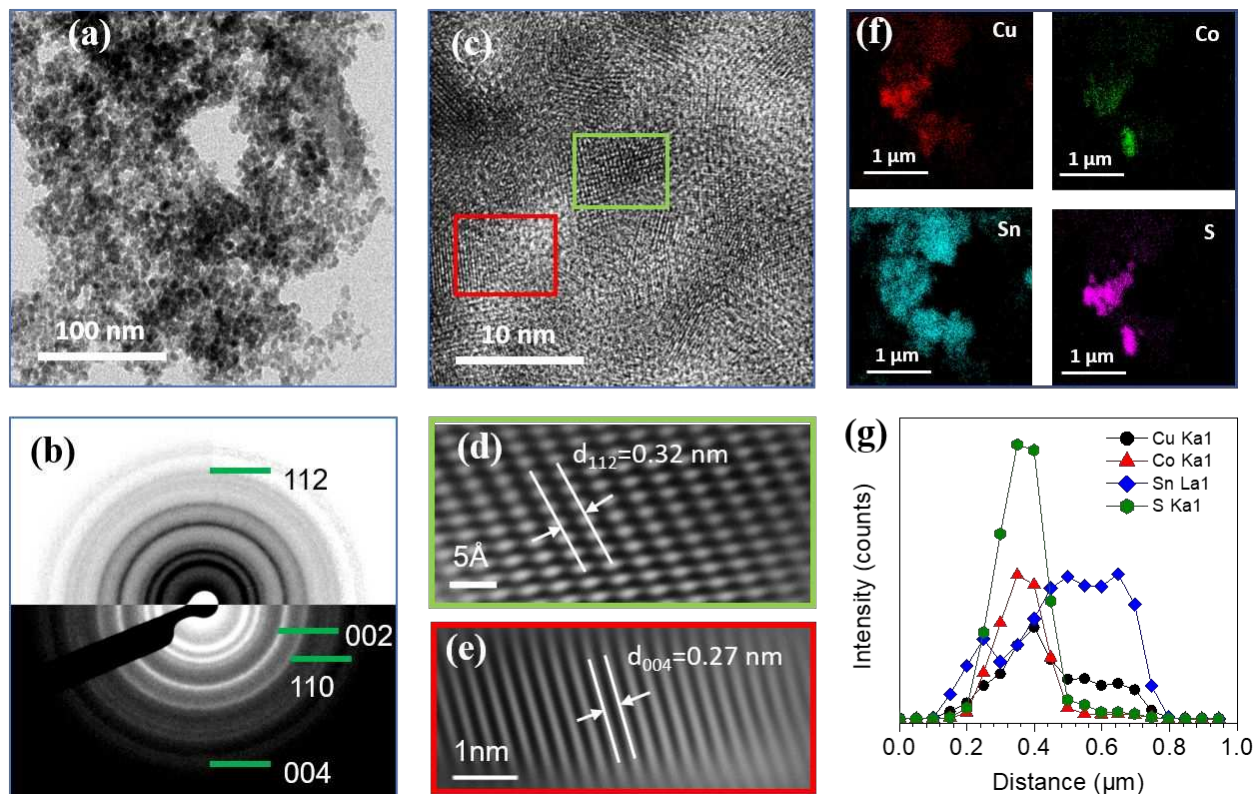 (a)
100 nm
(b)
112
002
110
004
(c)
10 nm
(d)
d112=0.32 nm
5Å
(e)
d004=0.27 nm
1nm
(f)
Cu
1 µm
Co
1 µm
Sn
1 µm
S
1 µm
(g)
Cu Ka1
Co Ka1
Sn La1
S Ka1
Intensity (counts)
0.0 0.2 0.4 0.6 0.8 1.0
Distance (µm)